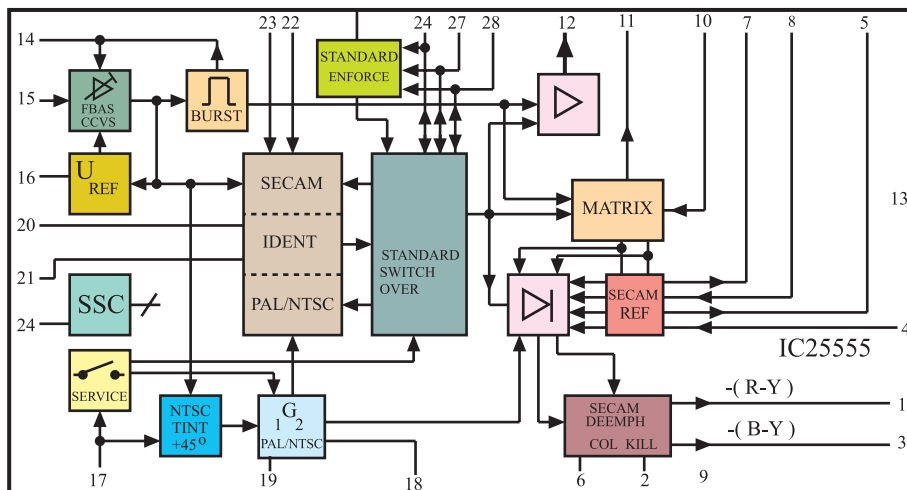 14
23 22
24 27 28
12
11
10
7
8
5
STANDARD
ENFORCE
15
FBAS
CCVS
BURST
16
U
REF
SECAM
MATRIX
13
20
IDENT
STANDARD
SWITCH
OVER
21
SSC
PAL/NTSC
SECAM
REF
24
4
IC25555
SERVICE
NTSC
TINT
+45º
G
1 2
PAL/NTSC
SECAM
DEEMPH
COL KILL
-( R-Y )
1
-( B-Y )
3
17
19
18
6
2
9